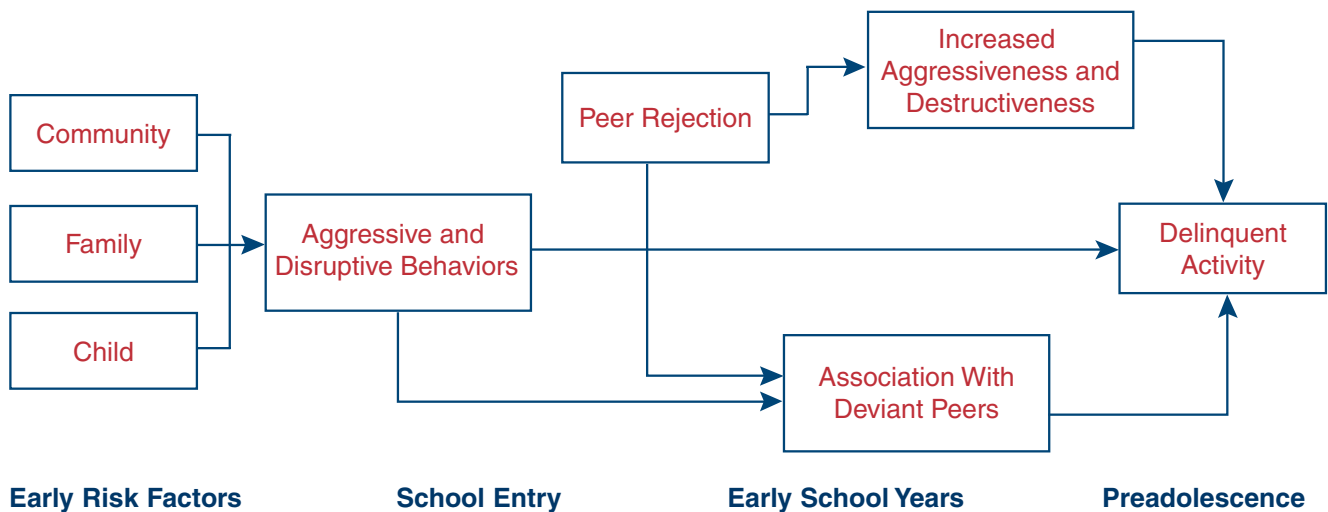 Community
Family
Child
Aggressive and
Disruptive Behaviors
Peer Rejection
Increased
Aggressiveness and
Destructiveness
Association With
Deviant Peers
Delinquent
Activity
Early Risk Factors
School Entry
Early School Years
Preadolescence